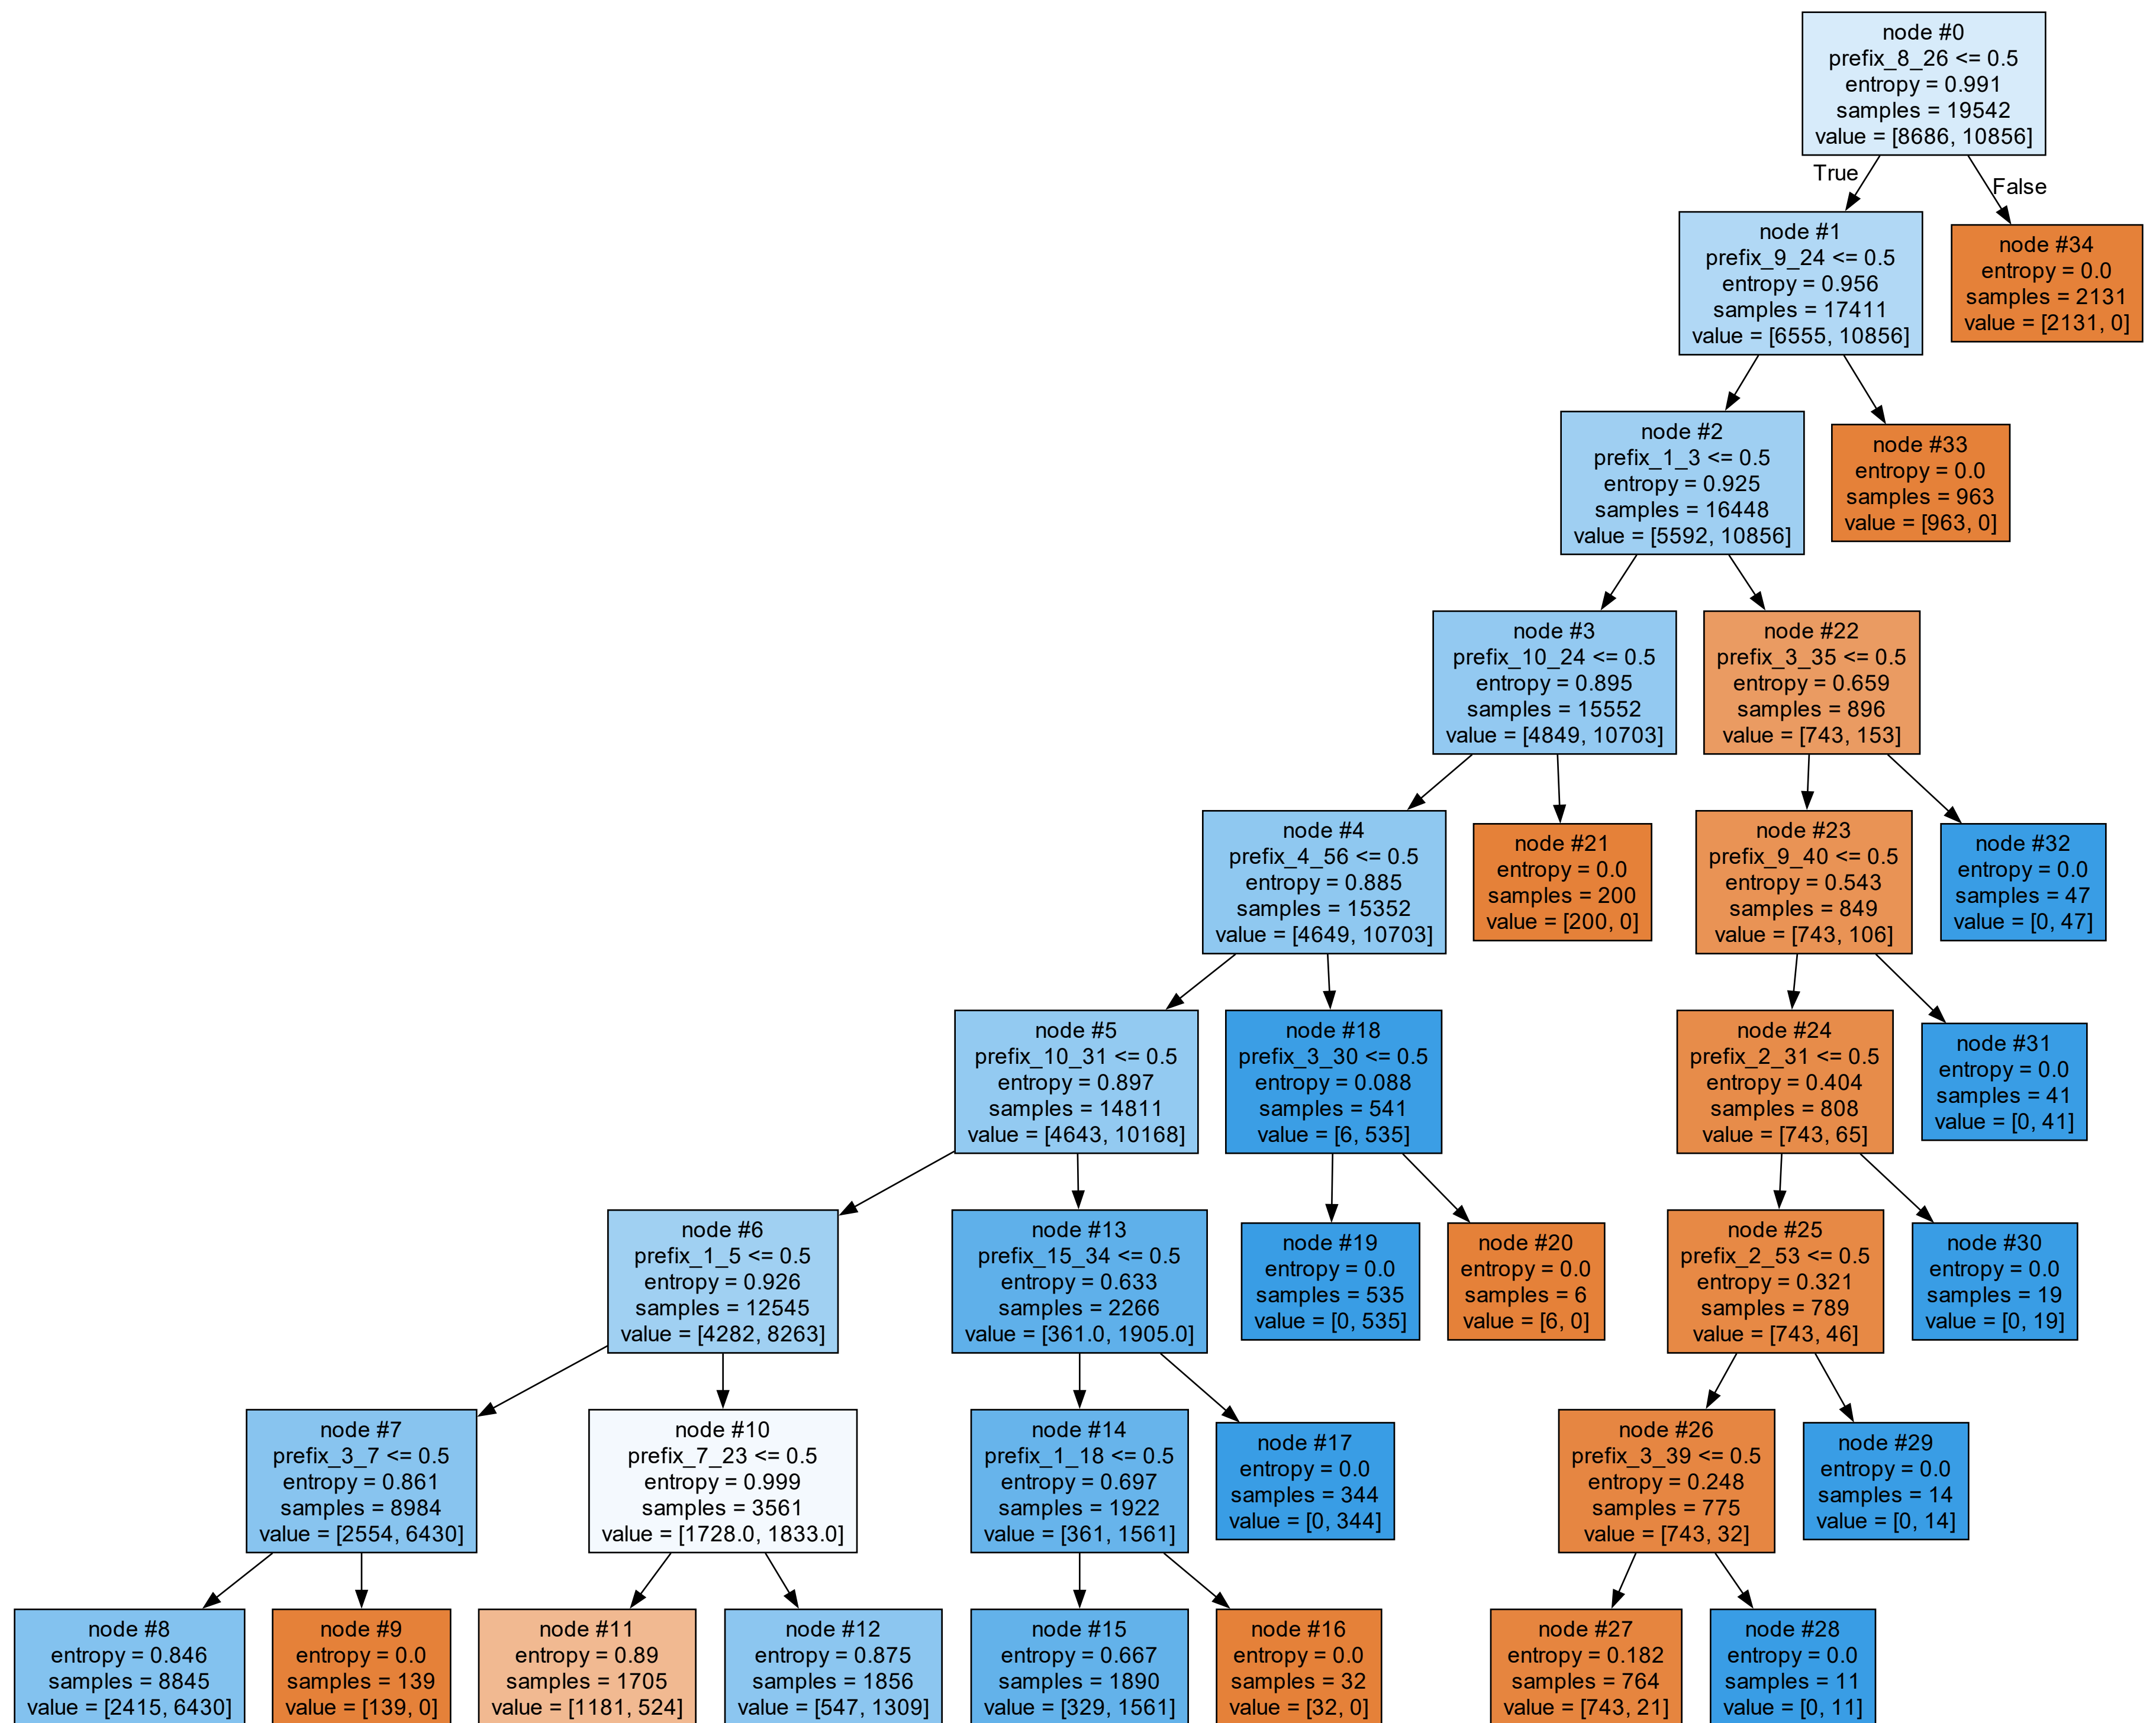 node #0
prefix_8_26 <= 0.5
entropy = 0.991
samples = 19542
value = [8686, 10856]
True
False
node #1
prefix_9_24 <= 0.5
entropy = 0.956
samples = 17411
value = [6555, 10856]
node #34
entropy = 0.0
samples = 2131
value = [2131, 0]
node #2
prefix_1_3 <= 0.5
entropy = 0.925
samples = 16448
value = [5592, 10856]
node #33
entropy = 0.0
samples = 963
value = [963, 0]
node #3
prefix_10_24 <= 0.5
entropy = 0.895
samples = 15552
value = [4849, 10703]
node #22
prefix_3_35 <= 0.5
entropy = 0.659
samples = 896
value = [743, 153]
node #4
prefix_4_56 <= 0.5
entropy = 0.885
samples = 15352
value = [4649, 10703]
node #21
entropy = 0.0
samples = 200
value = [200, 0]
node #23
prefix_9_40 <= 0.5
entropy = 0.543
samples = 849
value = [743, 106]
node #32
entropy = 0.0
samples = 47
value = [0, 47]
node #5
prefix_10_31 <= 0.5
entropy = 0.897
samples = 14811
value = [4643, 10168]
node #18
prefix_3_30 <= 0.5
entropy = 0.088
samples = 541
value = [6, 535]
node #24
prefix_2_31 <= 0.5
entropy = 0.404
samples = 808
value = [743, 65]
node #31
entropy = 0.0
samples = 41
value = [0, 41]
node #6
prefix_1_5 <= 0.5
entropy = 0.926
samples = 12545
value = [4282, 8263]
node #13
prefix_15_34 <= 0.5
entropy = 0.633
samples = 2266
value = [361.0, 1905.0]
node #19
entropy = 0.0
samples = 535
value = [0, 535]
node #20
entropy = 0.0
samples = 6
value = [6, 0]
node #25
prefix_2_53 <= 0.5
entropy = 0.321
samples = 789
value = [743, 46]
node #30
entropy = 0.0
samples = 19
value = [0, 19]
node #7
prefix_3_7 <= 0.5
entropy = 0.861
samples = 8984
value = [2554, 6430]
node #10
prefix_7_23 <= 0.5
entropy = 0.999
samples = 3561
value = [1728.0, 1833.0]
node #14
prefix_1_18 <= 0.5
entropy = 0.697
samples = 1922
value = [361, 1561]
node #17
entropy = 0.0
samples = 344
value = [0, 344]
node #26
prefix_3_39 <= 0.5
entropy = 0.248
samples = 775
value = [743, 32]
node #29
entropy = 0.0
samples = 14
value = [0, 14]
node #8
entropy = 0.846
samples = 8845
value = [2415, 6430]
node #9
entropy = 0.0
samples = 139
value = [139, 0]
node #11
entropy = 0.89
samples = 1705
value = [1181, 524]
node #12
entropy = 0.875
samples = 1856
value = [547, 1309]
node #15
entropy = 0.667
samples = 1890
value = [329, 1561]
node #16
entropy = 0.0
samples = 32
value = [32, 0]
node #27
entropy = 0.182
samples = 764
value = [743, 21]
node #28
entropy = 0.0
samples = 11
value = [0, 11]